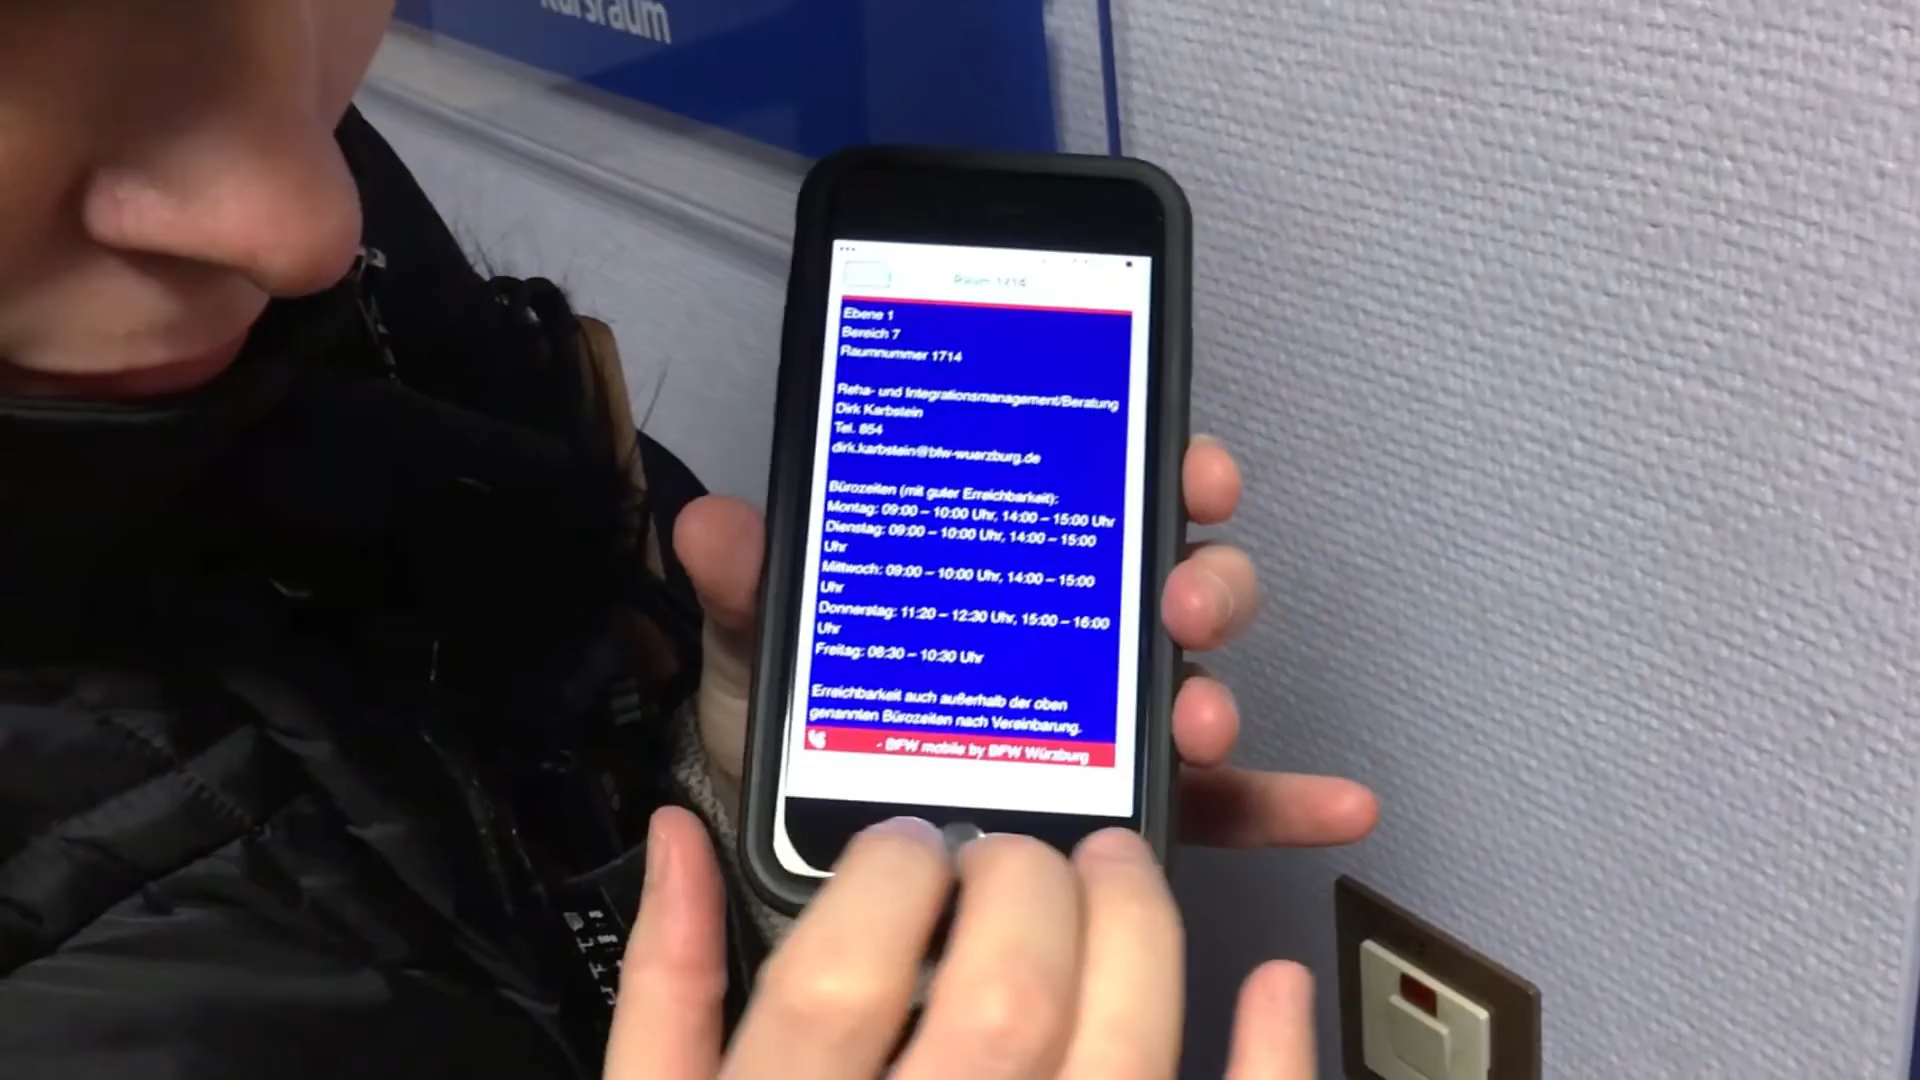 Kursraum
Raum 1714
Ebene 1
Bereich 7
Raumnummer 1714
Reha- und Integrationsmanagement/Beratung
Dirk Karbstein
Tel. 854
dirk.karbstein@bfw-wuerzburg.de
Bürozeiten (mit guter Erreichbarkeit):
Montag: 09:00 – 10:00 Uhr, 14:00 – 15:00 Uhr
Dienstag: 09:00 – 10:00 Uhr, 14:00 – 15:00
Uhr
Mittwoch: 09:00 – 10:00 Uhr, 14:00 – 15:00
Uhr
Donnerstag: 11:20 – 12:30 Uhr, 15:00 – 16:00
Uhr
Freitag: 08:30 – 10:30 Uhr
Erreichbarkeit auch außerhalb der oben
genannten Bürozeiten nach Vereinbarung.
- BFW mobile by BFW Würzburg